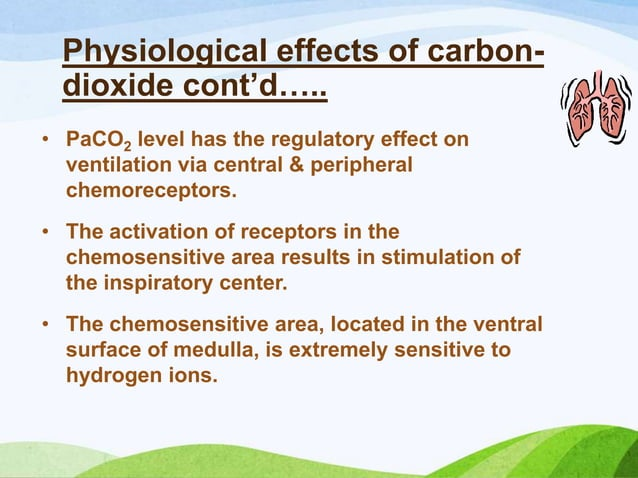 Physiological effects of carbon-
dioxide cont’d…..
• PaCO₂ level has the regulatory effect on
ventilation via central & peripheral
chemoreceptors.
• The activation of receptors in the
chemosensitive area results in stimulation of
the inspiratory center.
• The chemosensitive area, located in the ventral
surface of medulla, is extremely sensitive to
hydrogen ions.